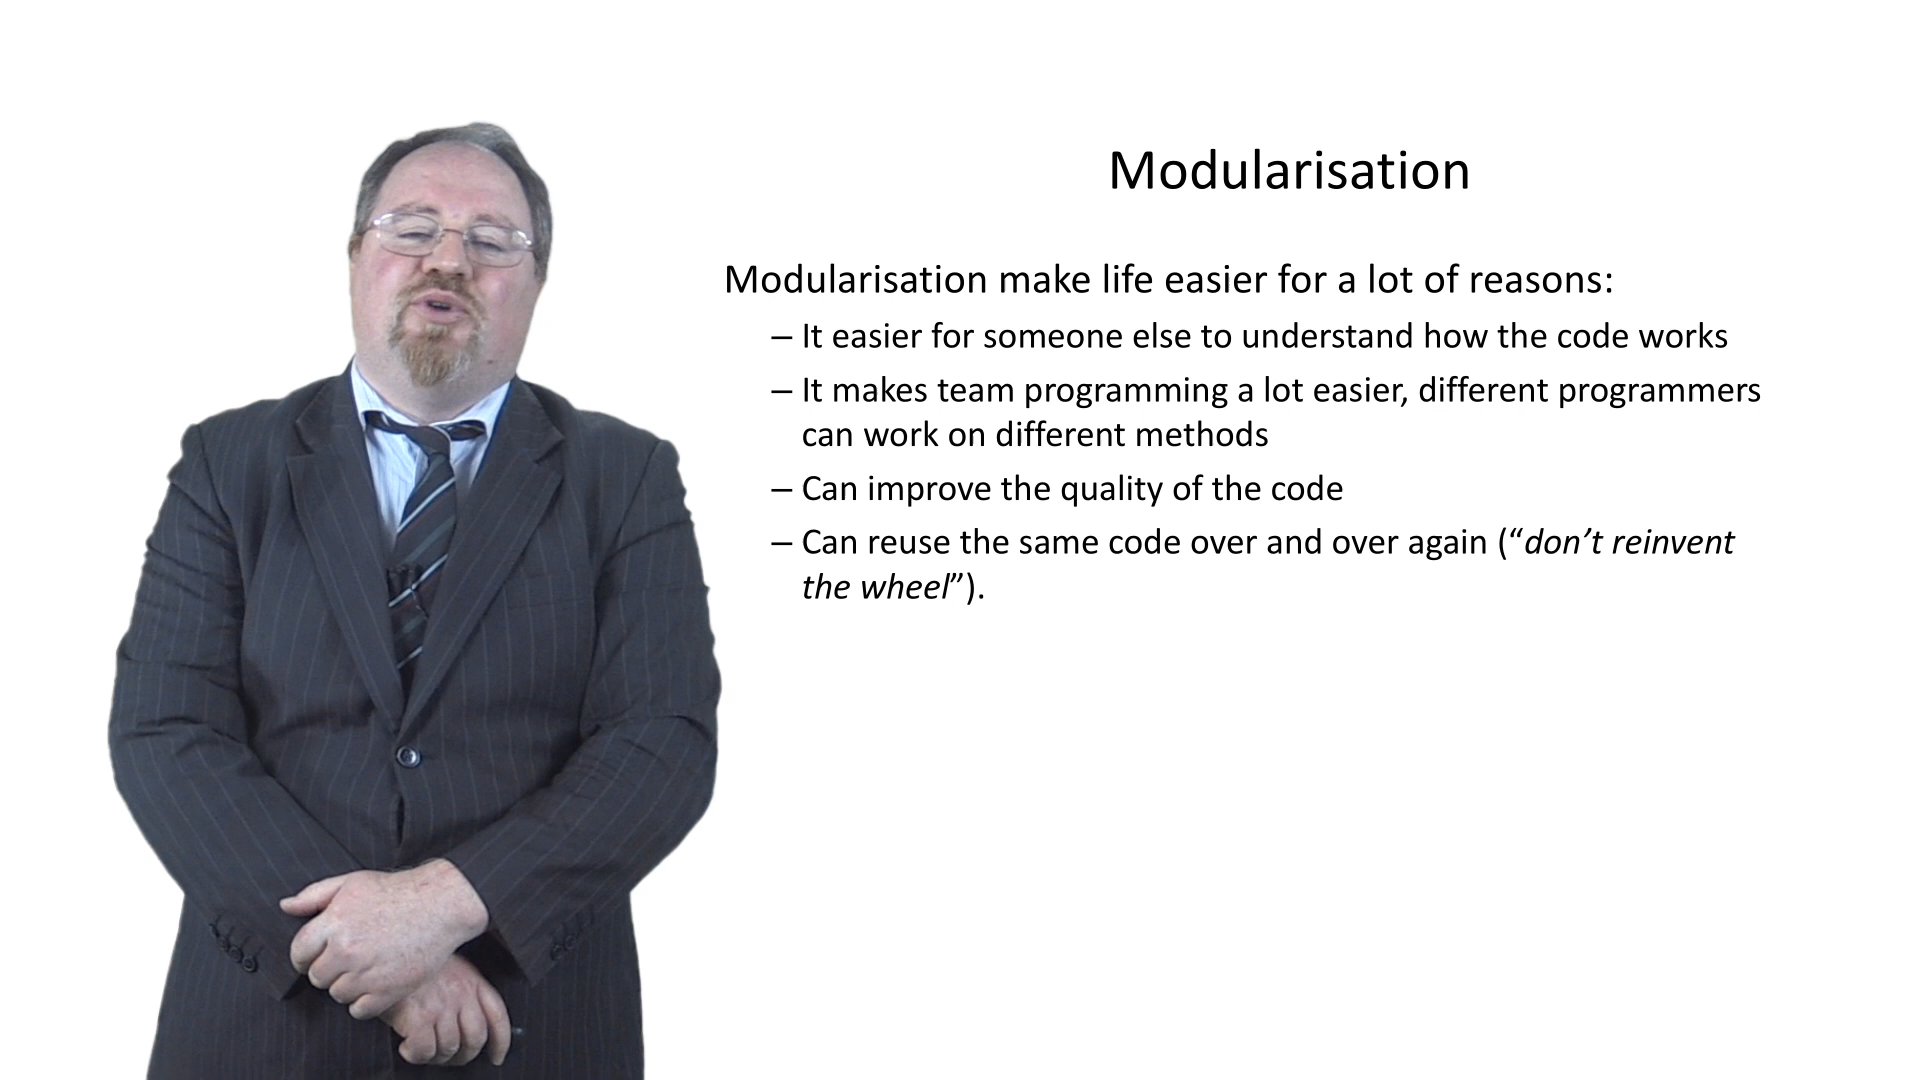 Modularisation
Modularisation make life easier for a lot of reasons:
– It easier for someone else to understand how the code works
– It makes team programming a lot easier, different programmers
can work on different methods
– Can improve the quality of the code
– Can reuse the same code over and over again (“don’t reinvent
the wheel”).